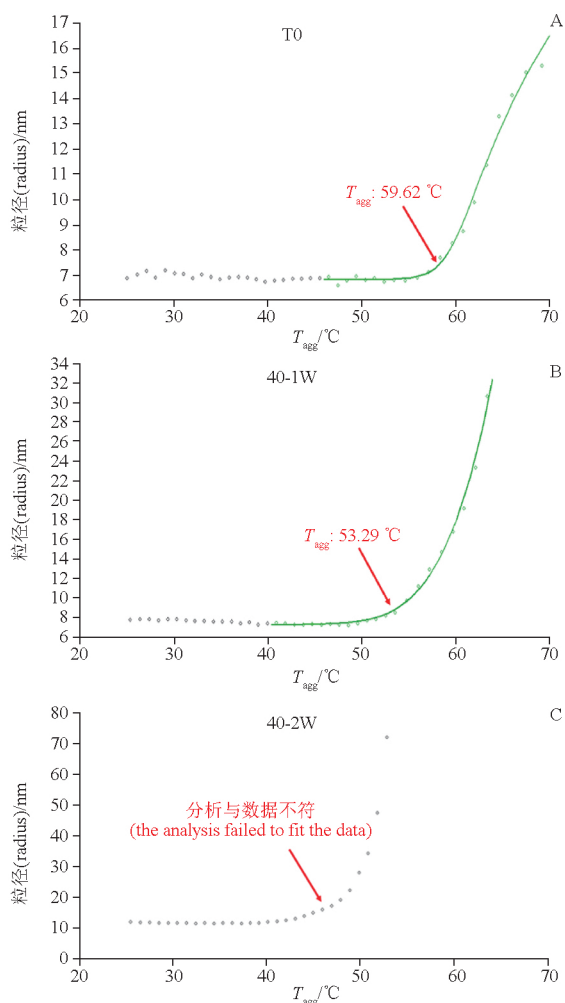 T0
A
17
16
15
14
13
12
11
10
9
8
7
6
粒径(radius)/nm
Tagg: 59.62 ℃
20 30 40 50 60 70
Tagg/℃
40-1W
B
34
32
30
28
26
24
22
20
18
16
14
12
10
8
6
粒径(radius)/nm
Tagg: 53.29 ℃
20 30 40 50 60 70
Tagg/℃
40-2W
C
80
70
60
50
40
30
20
10
0
粒径(radius)/nm
分析与数据不符
(the analysis failed to fit the data)
20 30 40 50 60 70
Tagg/℃